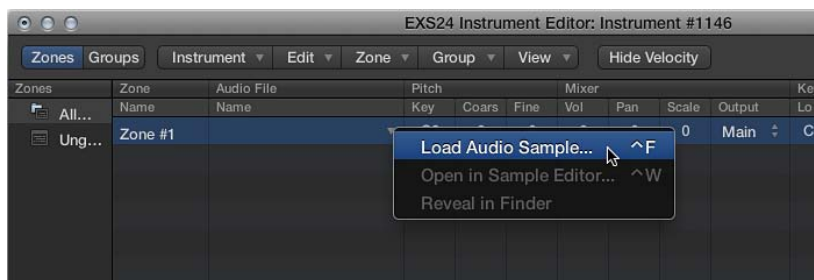 EXS24 Instrument Editor: Instrument #1146
Zones Groups Instrument Edit Zone Group View Hide Velocity
Zones Zone Audio File Pitch Mixer Ke
Name Name Key Coars Fine Vol Pan Scale Output Lo
All...
Zone #1 0 Main C
Ung...
Load Audio Sample... ^F
Open in Sample Editor... ^W
Reveal in Finder